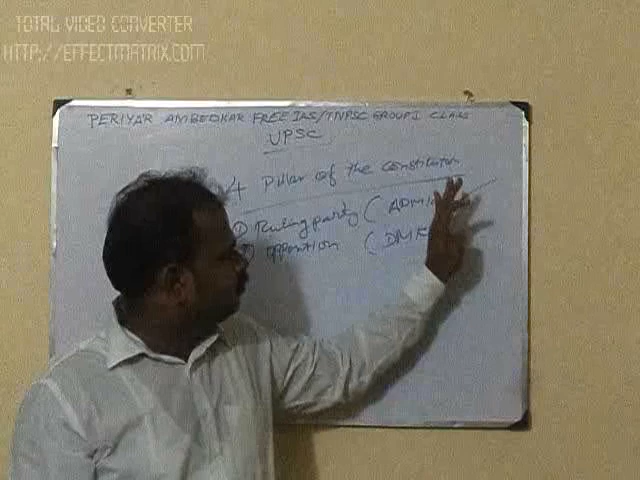 TOTAL VIDEO CONVERTER
HTTP://EFFECTMATRIX.COM
PERIYAR AMBEDKAR FREE IAS/TNPSC GROUP I CLASS
UPSC
4 Pillar of the constitution
① Ruling party (
opposition (DMK